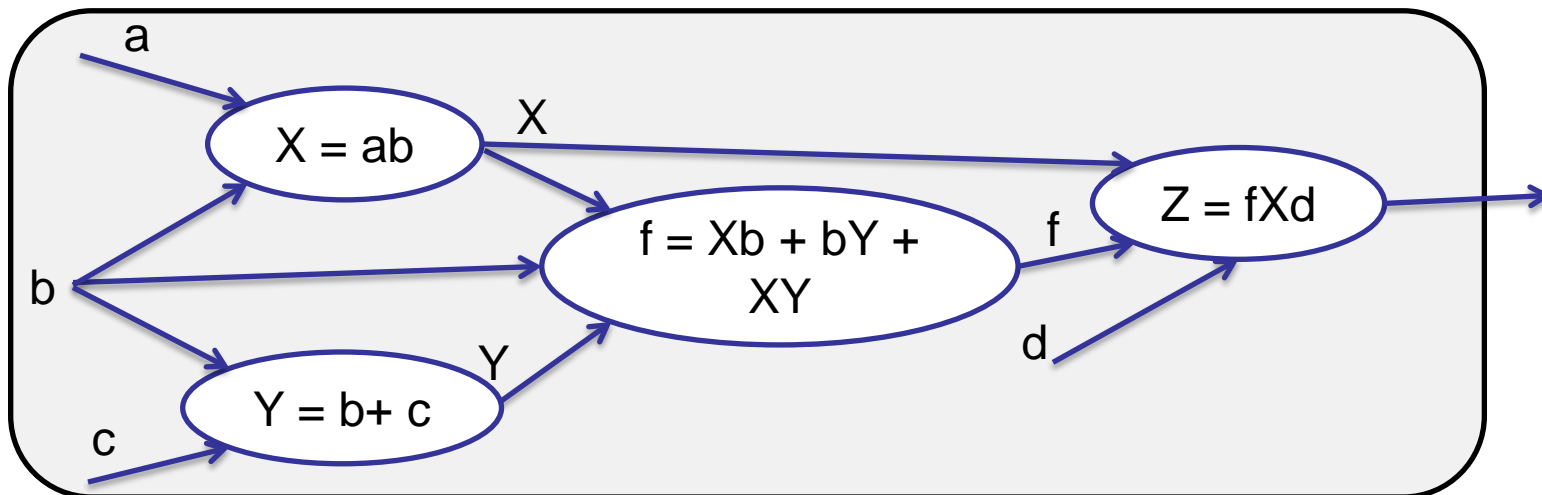 a
X
X = ab
Z = fXd
f = Xb + bY +
XY
f
b
d
Y
Y = b+ c
c